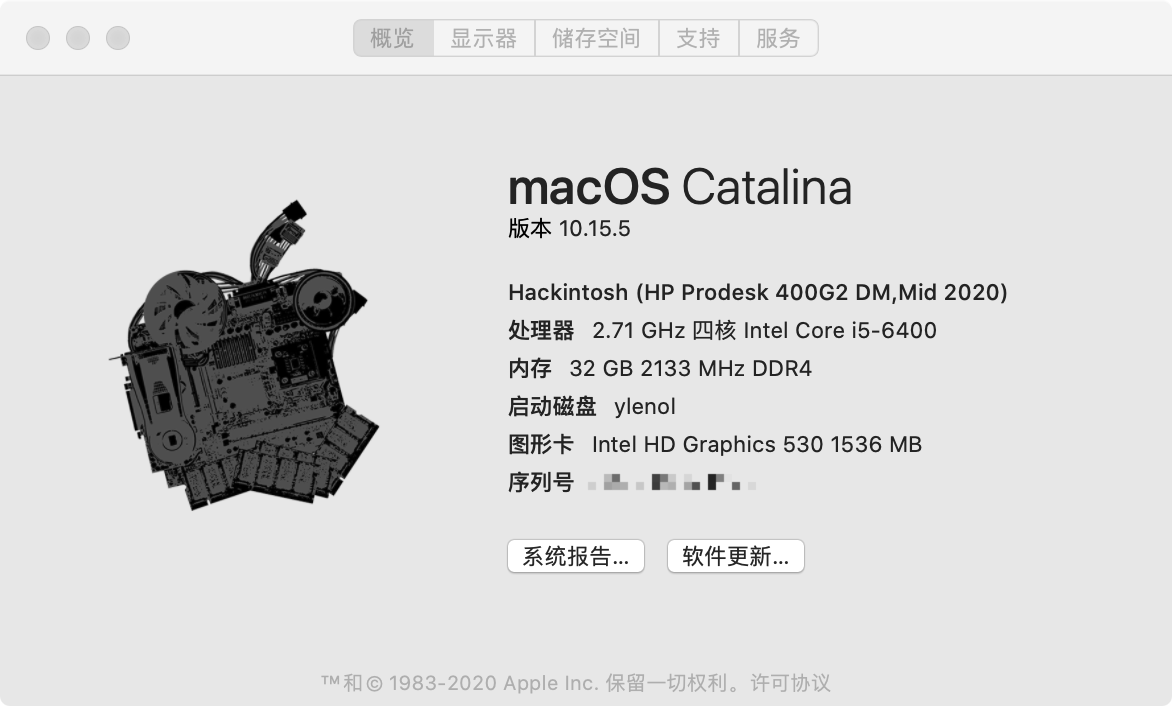 概览 显示器 储存空间 支持 服务
macOS Catalina
版本 10.15.5
Hackintosh (HP Prodesk 400G2 DM,Mid 2020)
处理器 2.71 GHz 四核 Intel Core i5-6400
内存 32 GB 2133 MHz DDR4
启动磁盘 ylenol
图形卡 Intel HD Graphics 530 1536 MB
序列号
系统报告... 软件更新...
™和© 1983-2020 Apple Inc. 保留一切权利。许可协议